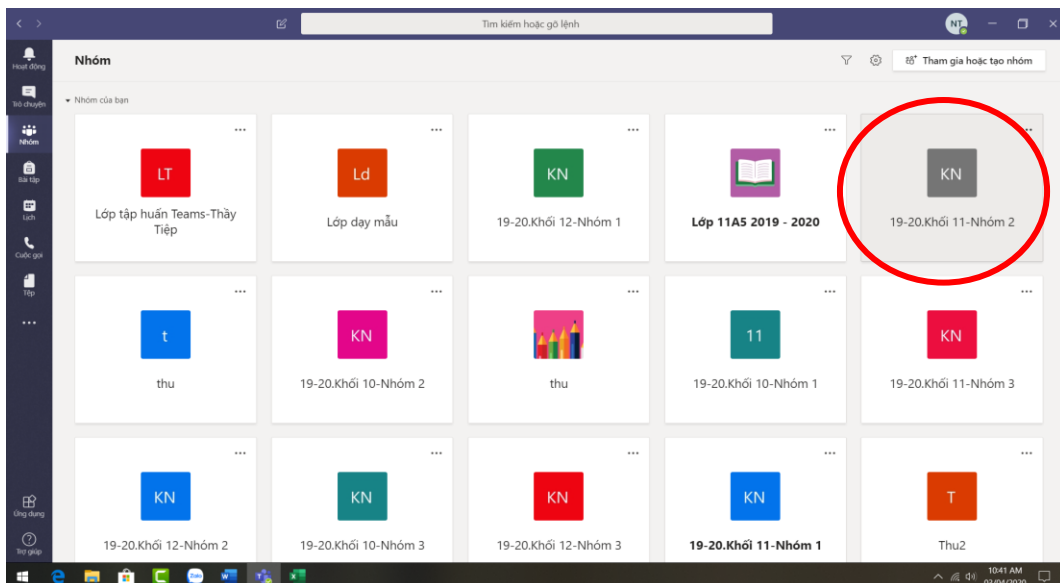 Tìm kiếm hoặc gõ lệnh
NT
Hoạt động
Trò chuyện
Nhóm
Bài tập
Lịch
Cuộc gọi
Tệp
Ứng dụng
Trợ giúp
Nhóm
Tham gia hoặc tạo nhóm
Nhóm của bạn
LT
Lớp tập huấn Teams-Thầy
Tiệp
Ld
Lớp dạy mẫu
KN
19-20.Khối 12-Nhóm 1
Lớp 11A5 2019 - 2020
KN
19-20.Khối 11-Nhóm 2
t
thu
KN
19-20.Khối 10-Nhóm 2
thu
11
19-20.Khối 10-Nhóm 1
KN
19-20.Khối 11-Nhóm 3
KN
19-20.Khối 12-Nhóm 2
KN
19-20.Khối 10-Nhóm 3
KN
19-20.Khối 12-Nhóm 3
KN
19-20.Khối 11-Nhóm 1
T
Thu2
10:41 AM
03/04/2020